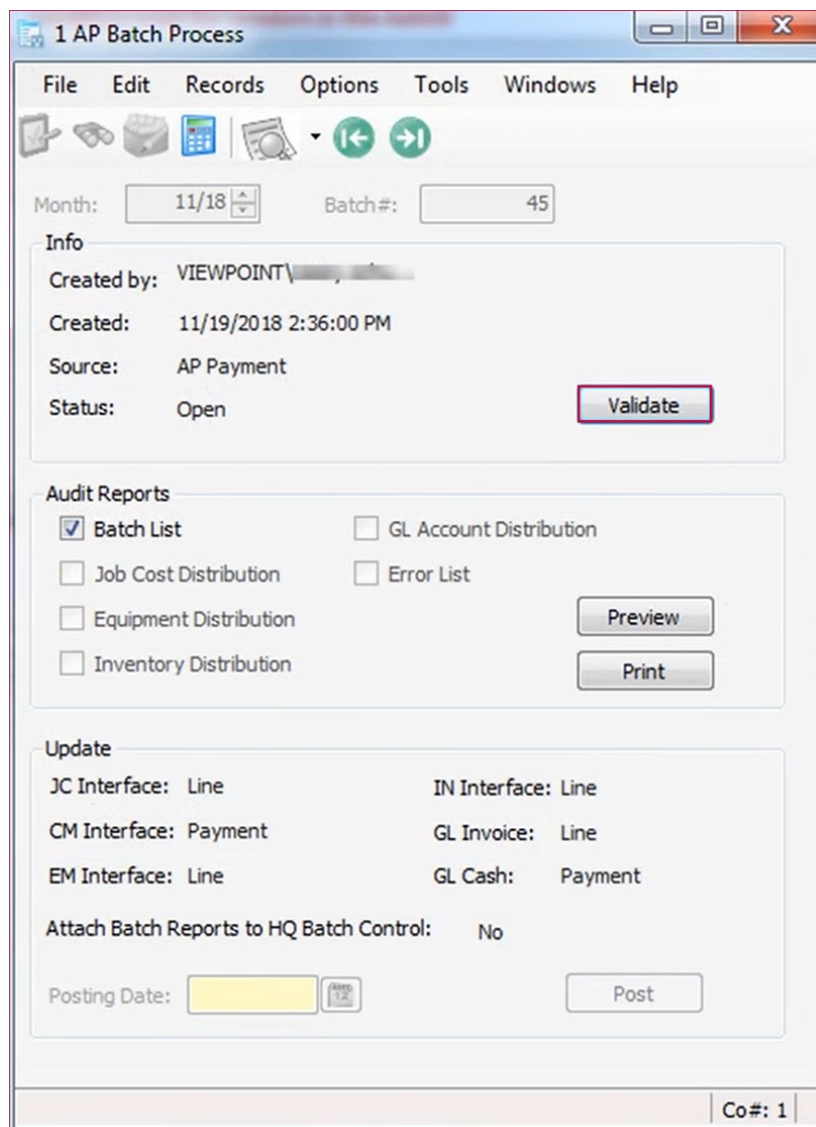 1 AP Batch Process
File Edit Records Options Tools Windows Help
Month: 11/18 Batch#: 45
Info
Created by: VIEWPOINT\
Created: 11/19/2018 2:36:00 PM
Source: AP Payment
Status: Open
Validate
Audit Reports
Batch List GL Account Distribution
Job Cost Distribution Error List
Equipment Distribution
Preview
Inventory Distribution
Print
Update
JC Interface: Line IN Interface: Line
CM Interface: Payment GL Invoice: Line
EM Interface: Line GL Cash: Payment
Attach Batch Reports to HQ Batch Control: No
Posting Date: Post
Co#: 1